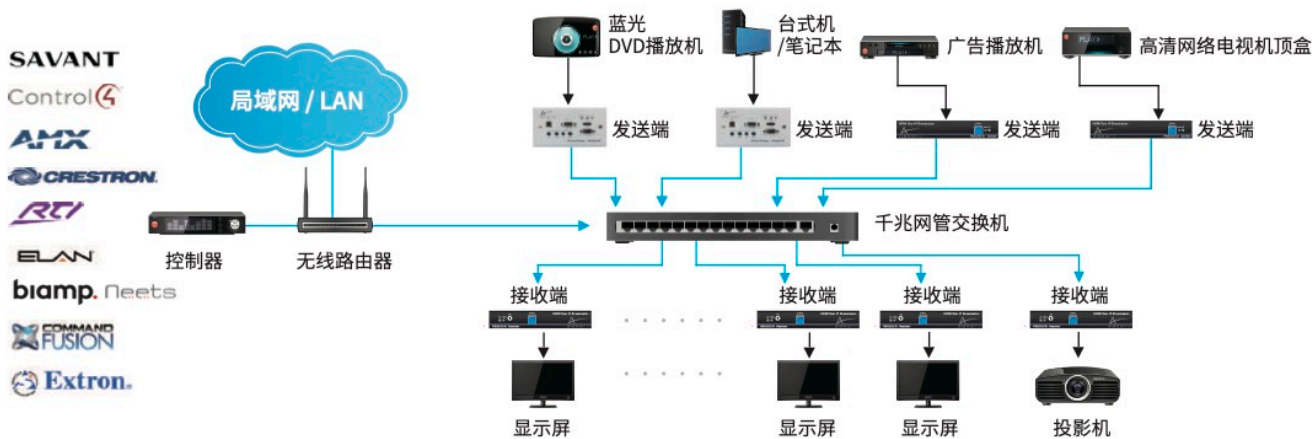 SAVANT
Control4
AMX
CRESTRON
RTI
ELAN
biamp. neets
COMMAND
FUSION
Extron
局域网 / LAN
控制器
无线路由器
蓝光
DVD播放机
台式机
/笔记本
广告播放机
高清网络电视机顶盒
发送端
发送端
发送端
发送端
千兆网管交换机
接收端
接收端
接收端
接收端
显示屏
显示屏
显示屏
投影机